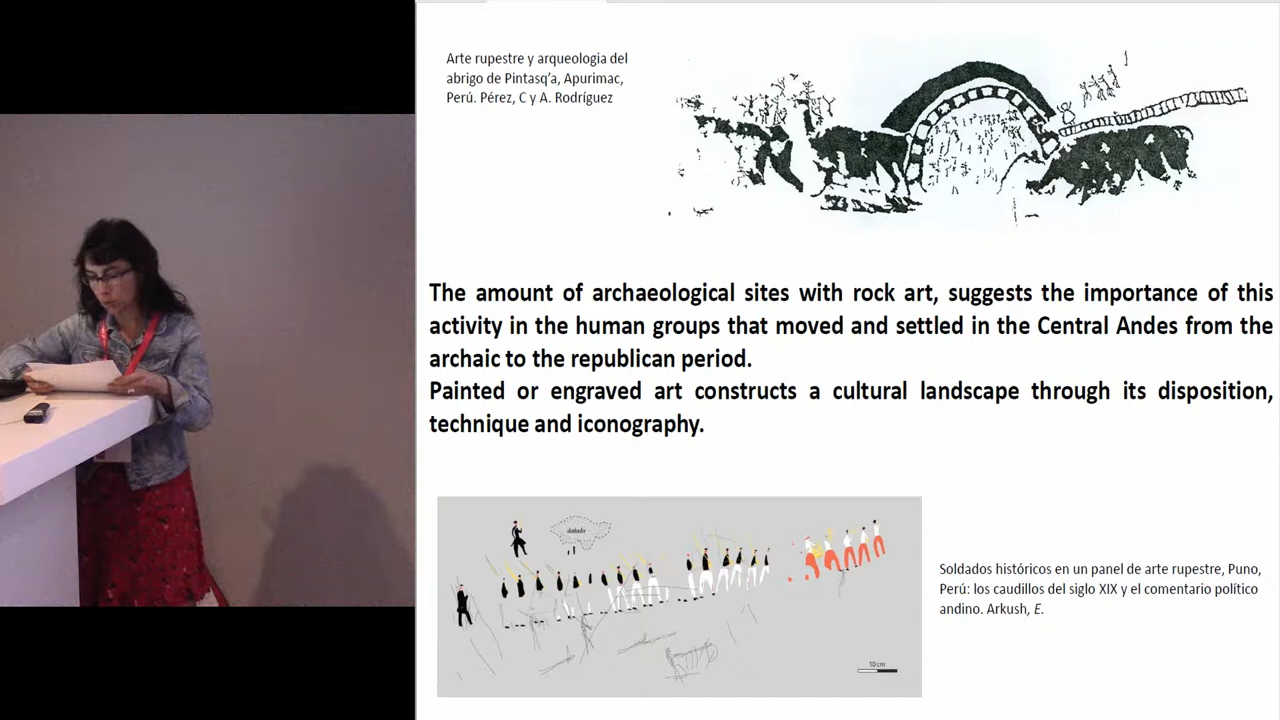 Arte rupestre y arqueologia del
abrigo de Pintasq'a, Apurimac,
Perú. Pérez, C y A. Rodríguez
The amount of archaeological sites with rock art, suggests the importance of this
activity in the human groups that moved and settled in the Central Andes from the
archaic to the republican period.
Painted or engraved art constructs a cultural landscape through its disposition,
technique and iconography.
10 cm
Soldados históricos en un panel de arte rupestre, Puno,
Perú: los caudillos del siglo XIX y el comentario político
andino. Arkush, E.